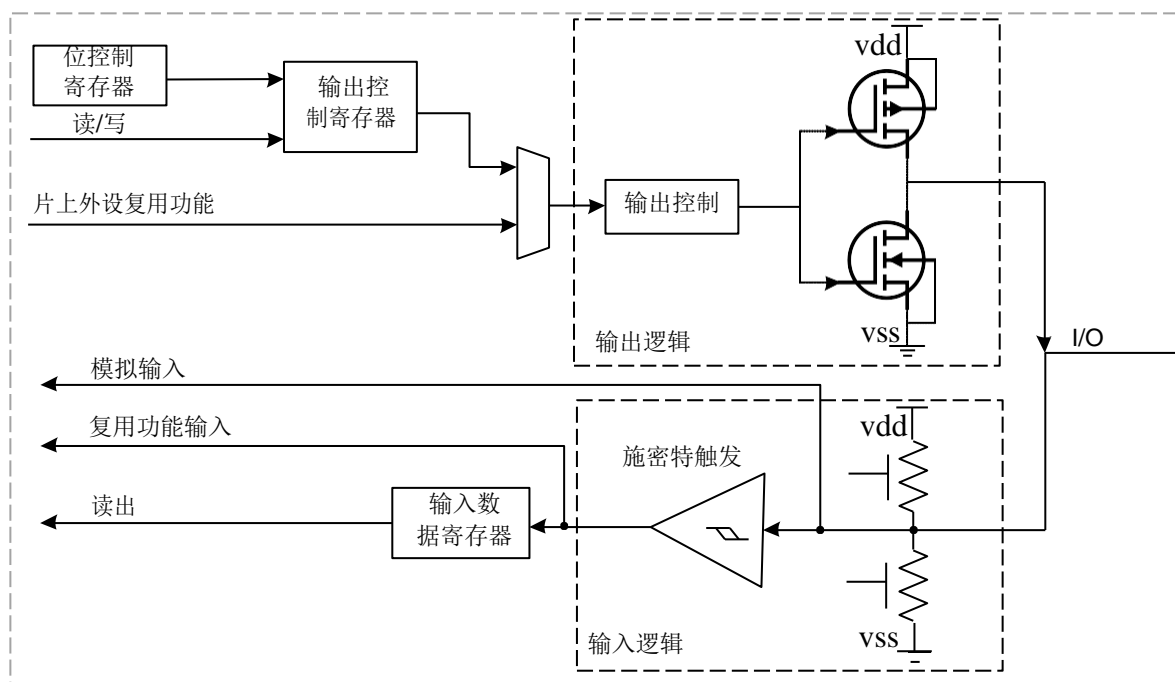 位控制
寄存器
读/写
输出控
制寄存器
片上外设复用功能
输出控制
vdd
vss
输出逻辑
I/O
模拟输入
复用功能输入
读出
输入数
据寄存器
施密特触发
vdd
vss
输入逻辑